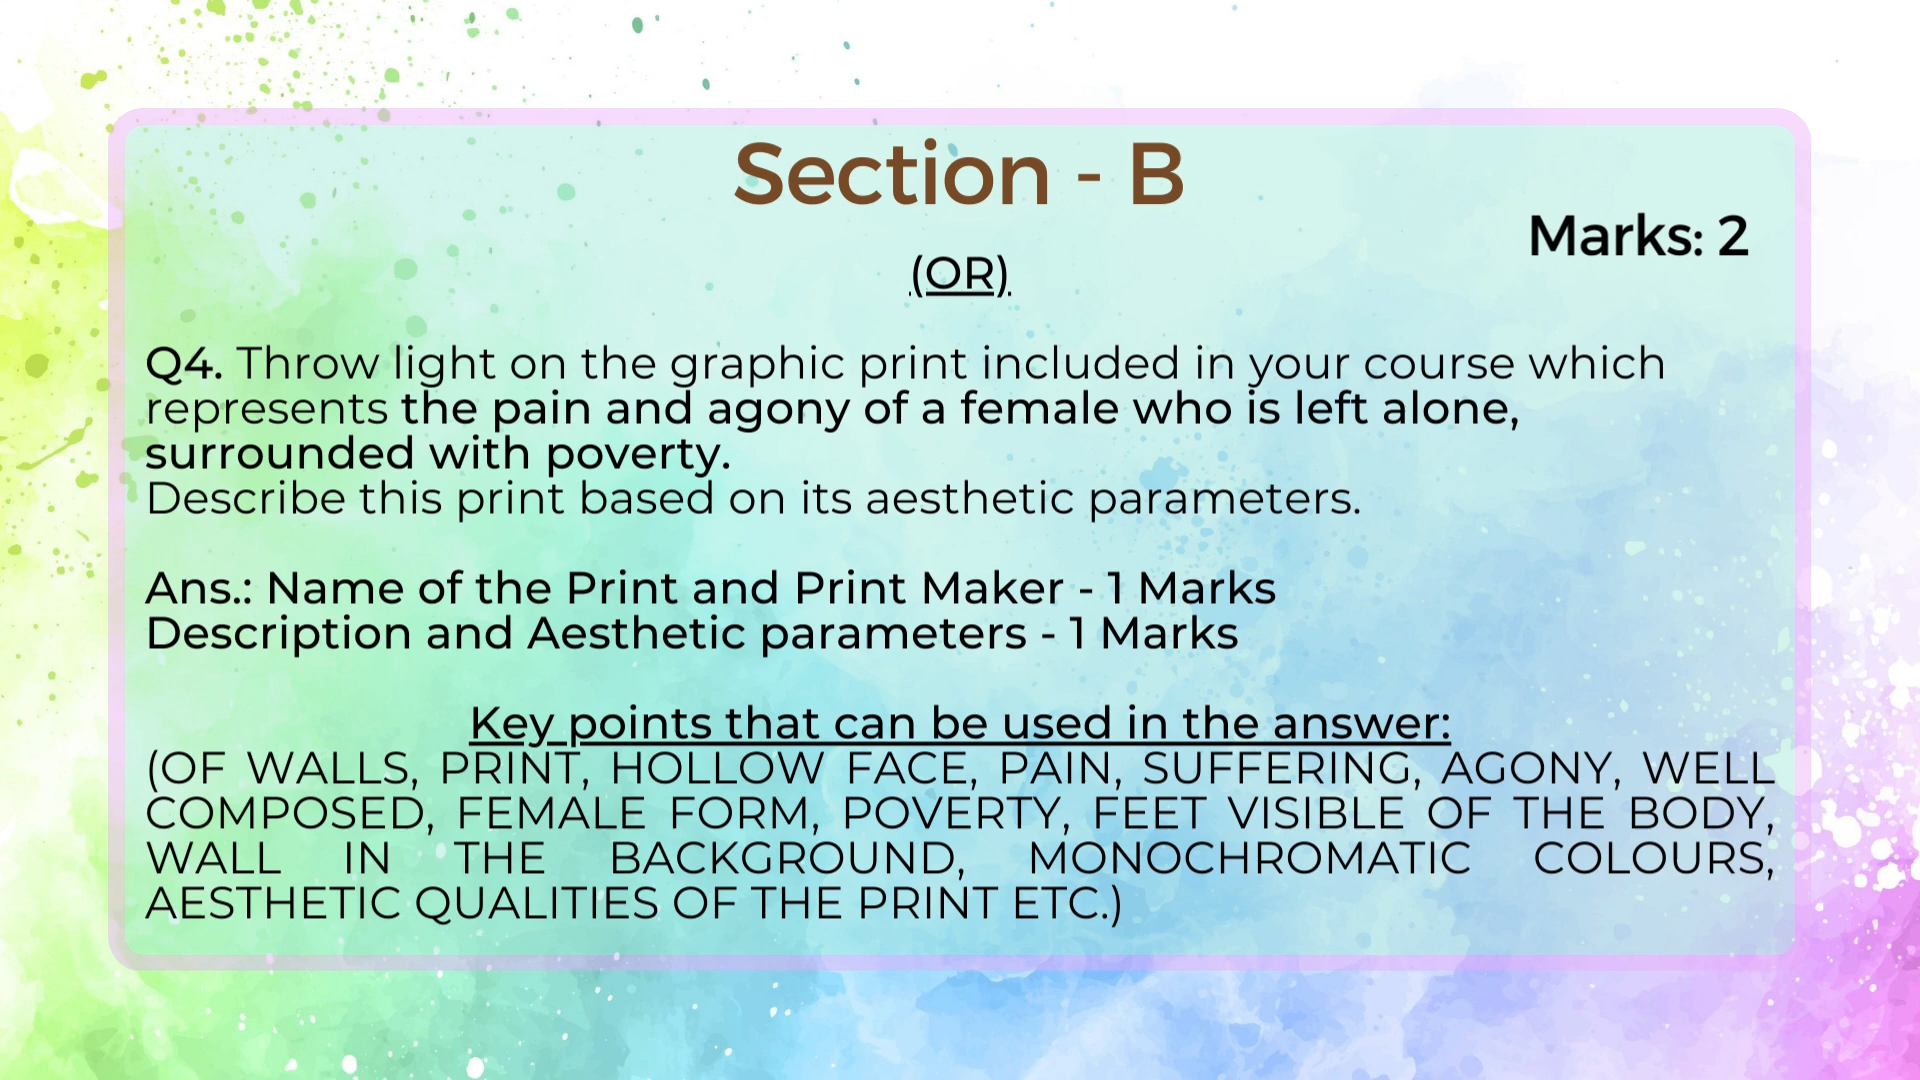 Section - B
Marks: 2
(OR)
Q4. Throw light on the graphic print included in your course which
represents the pain and agony of a female who is left alone,
surrounded with poverty.
Describe this print based on its aesthetic parameters.
Ans.: Name of the Print and Print Maker - 1 Marks
Description and Aesthetic parameters - 1 Marks
Key points that can be used in the answer:
(OF WALLS, PRINT, HOLLOW FACE, PAIN, SUFFERING, AGONY, WELL
COMPOSED, FEMALE FORM, POVERTY, FEET VISIBLE OF THE BODY,
WALL IN THE BACKGROUND, MONOCHROMATIC COLOURS,
AESTHETIC QUALITIES OF THE PRINT ETC.)